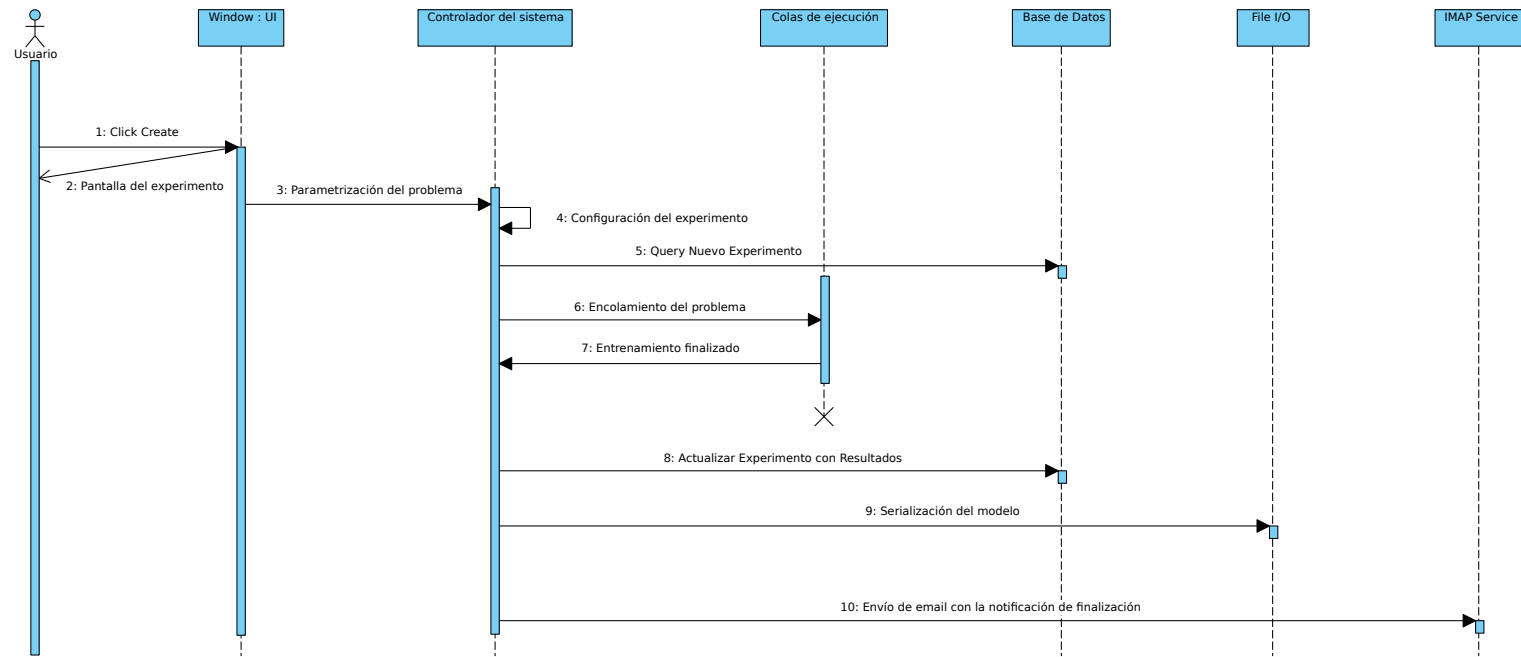 Window : UI
Controlador del sistema
Colas de ejecución
Base de Datos
File I/O
IMAP Service
Usuario
1: Click Create
2: Pantalla del experimento
3: Parametrización del problema
4: Configuración del experimento
5: Query Nuevo Experimento
6: Encolamiento del problema
7: Entrenamiento finalizado
8: Actualizar Experimento con Resultados
9: Serialización del modelo
10: Envío de email con la notificación de finalización